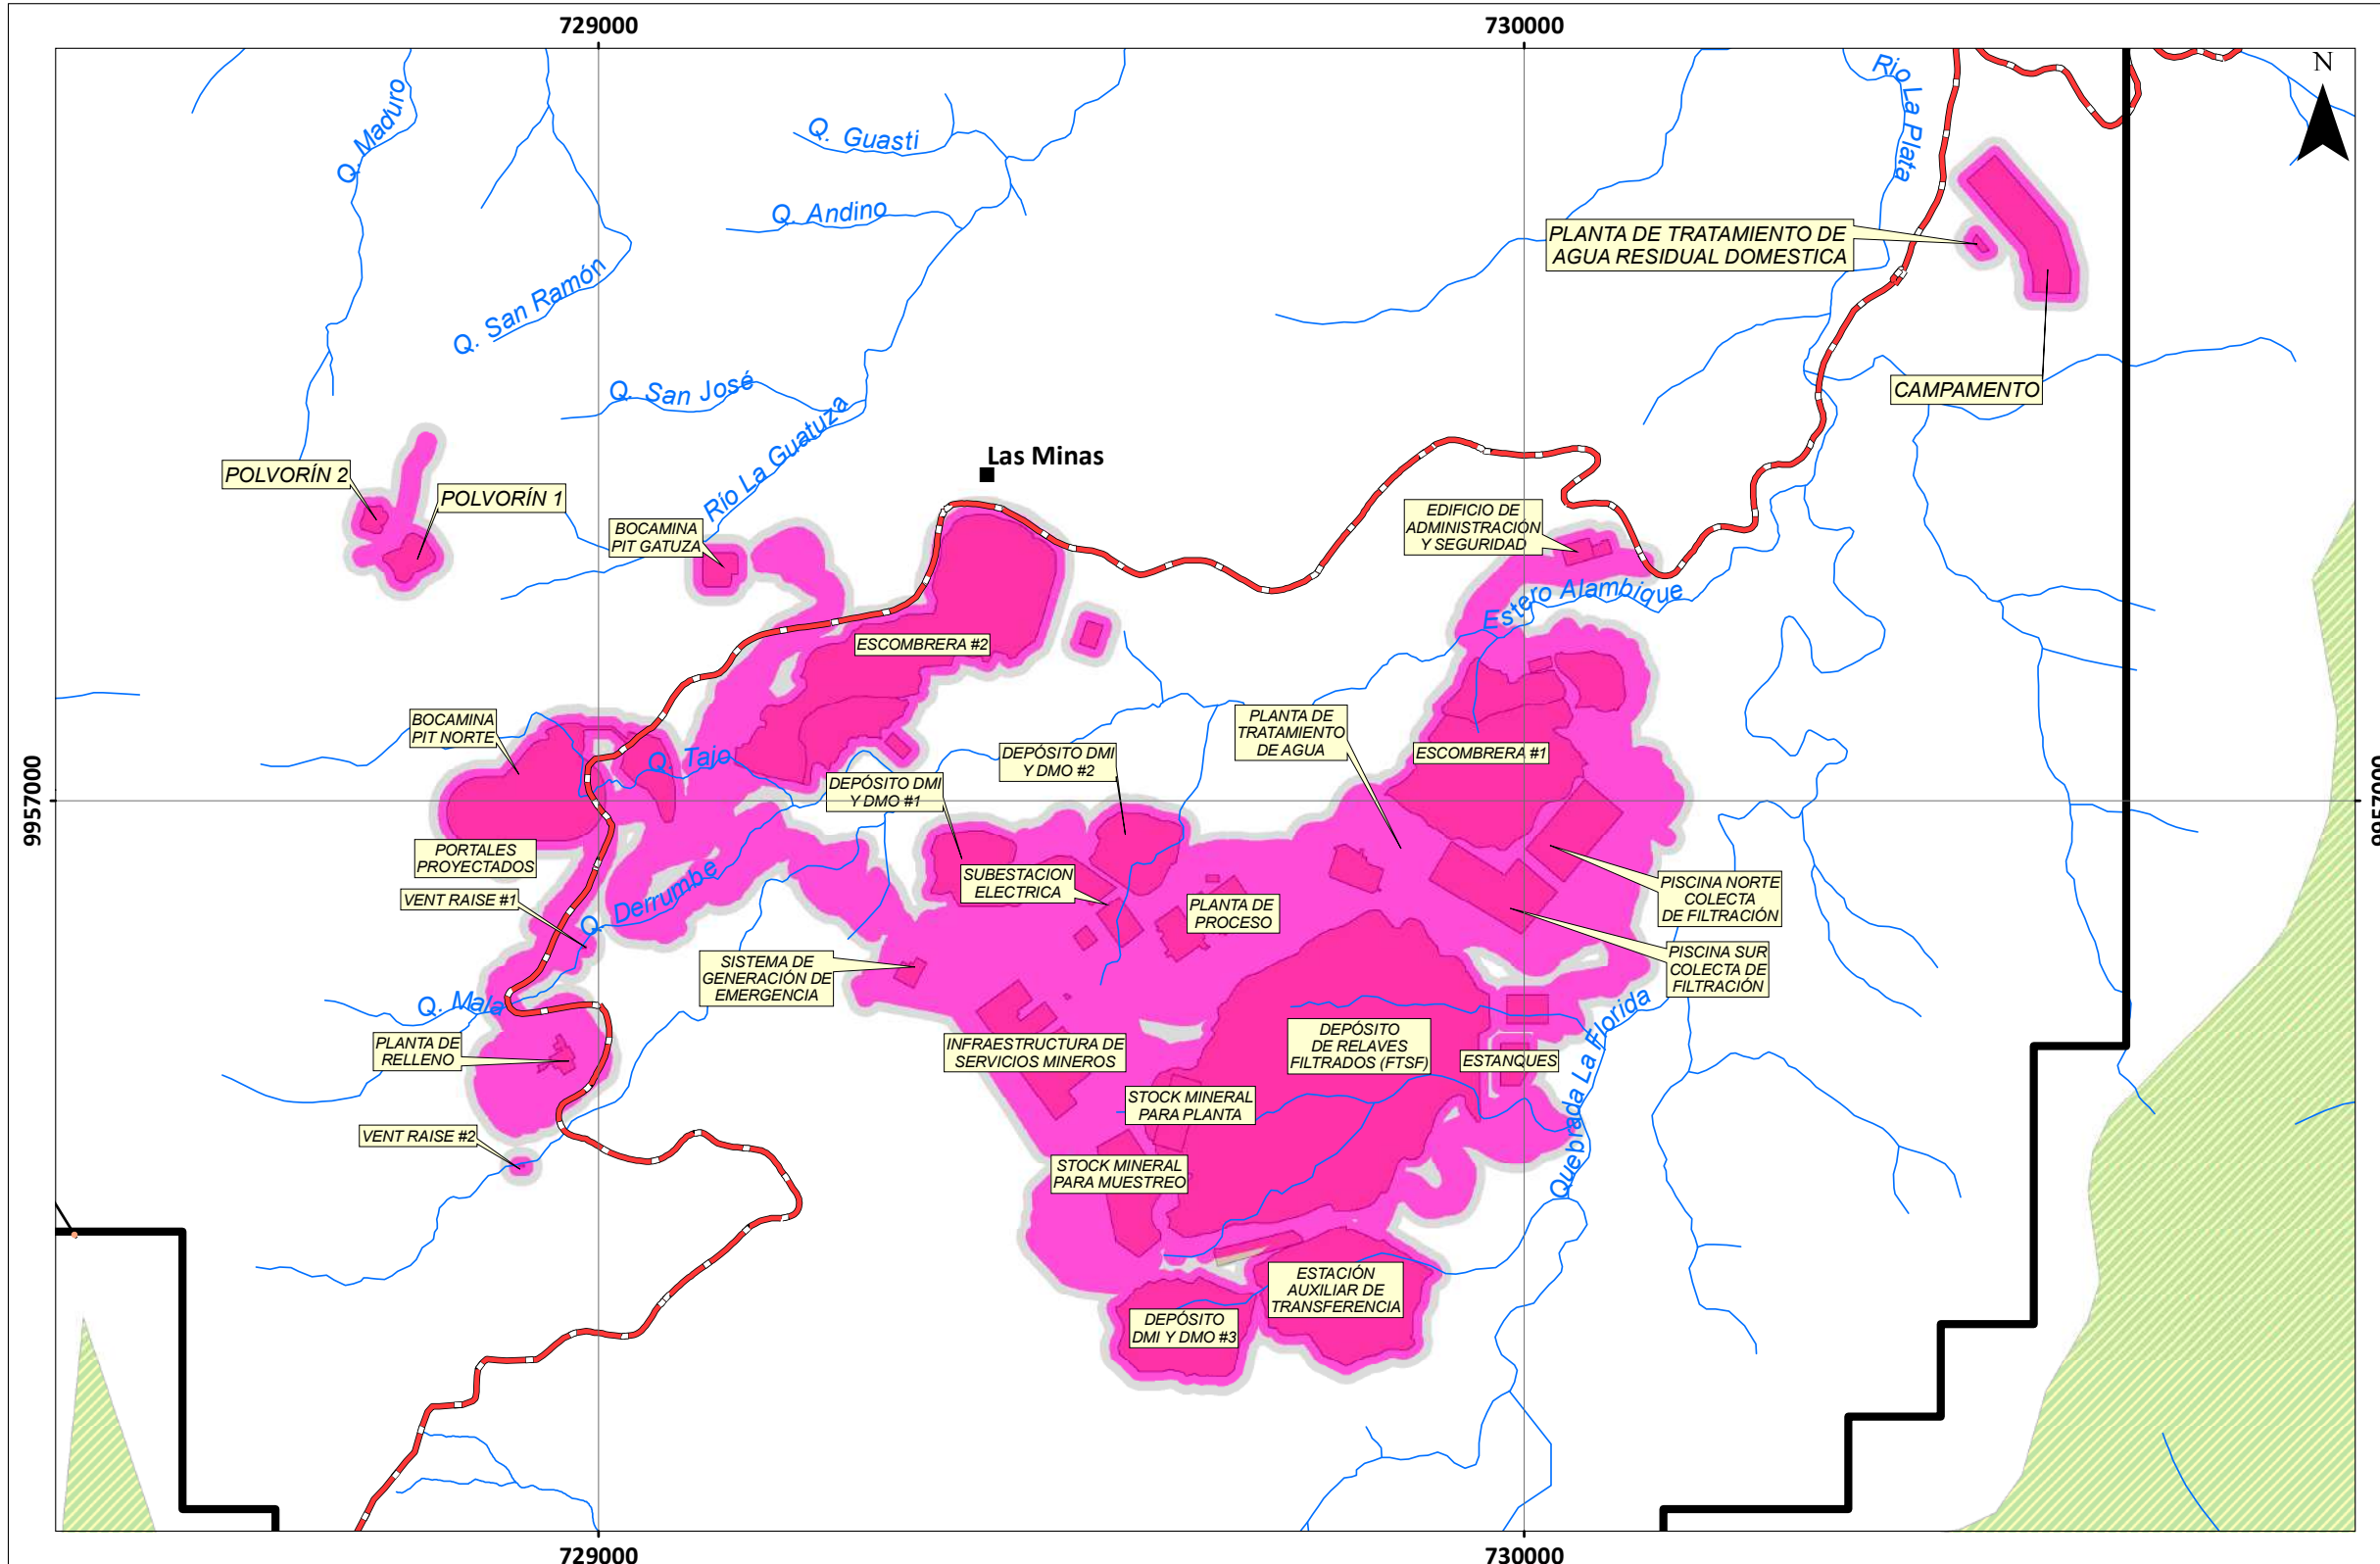 729000
730000
N
Q. Maduro
Rio La Plata
Q. Guasti
Q. Andino
PLANTA DE TRATAMIENTO DE
AGUA RESIDUAL DOMESTICA
Q. San Ramón
Q. San José
CAMPAMENTO
Río La Guatuza
Las Minas
POLVORÍN 2
POLVORÍN 1
BOCAMINA
PIT GATUZA
EDIFICIO DE
ADMINISTRACIÓN
Y SEGURIDAD
Estero Alambique
ESCOMBRERA #2
BOCAMINA
PIT NORTE
Q. Tajo
PLANTA DE
TRATAMIENTO
DE AGUA
ESCOMBRERA #1
DEPÓSITO DMI
Y DMO #2
DEPÓSITO DMI
Y DMO #1
9957000
9957000
PORTALES
PROYECTADOS
SUBESTACION
ELECTRICA
VENT RAISE #1
Q. Derrumbe
PLANTA DE
PROCESO
PISCINA NORTE
COLECTA
DE FILTRACIÓN
PISCINA SUR
COLECTA DE
FILTRACIÓN
SISTEMA DE
GENERACIÓN DE
EMERGENCIA
Q. Mala
PLANTA DE
RELLENO
INFRAESTRUCTURA DE
SERVICIOS MINEROS
DEPÓSITO
DE RELAVES
FILTRADOS (FTSF)
ESTANQUES
Quebrada La Florida
STOCK MINERAL
PARA PLANTA
VENT RAISE #2
STOCK MINERAL
PARA MUESTREO
ESTACIÓN
AUXILIAR DE
TRANSFERENCIA
DEPÓSITO
DMI Y DMO #3
729000
730000